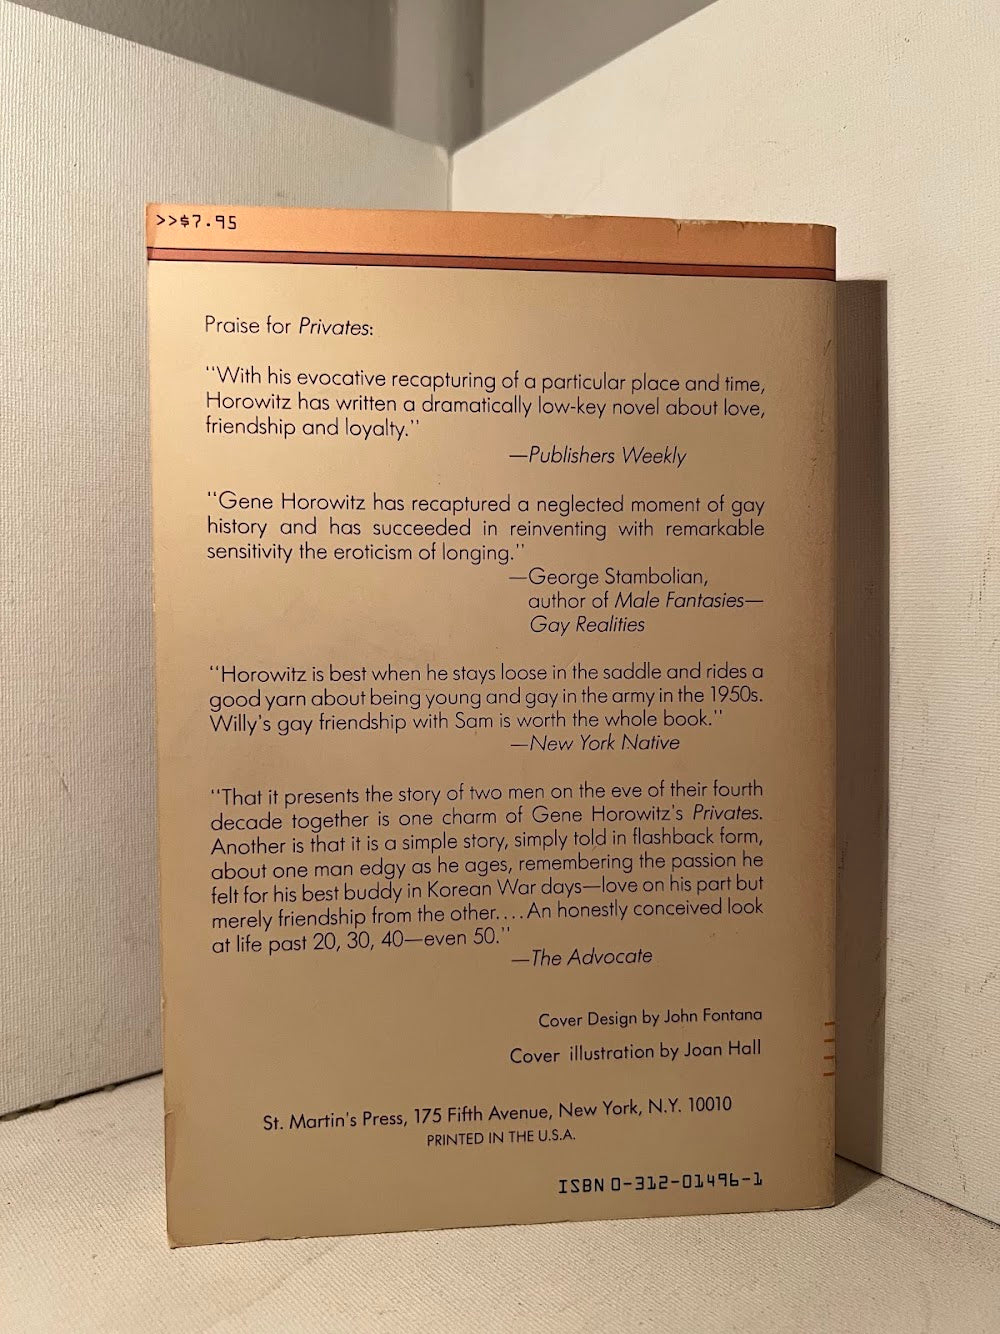 >>$7.95
Praise for Privates:
"With his evocative recapturing of a particular place and time,
Horowitz has written a dramatically low-key novel about love,
friendship and loyalty."
—Publishers Weekly
"Gene Horowitz has recaptured a neglected moment of gay
history and has succeeded in reinventing with remarkable
sensitivity the eroticism of longing."
—George Stambolian,
author of Male Fantasies—
Gay Realities
"Horowitz is best when he stays loose in the saddle and rides a
good yarn about being young and gay in the army in the 1950s.
Willy's gay friendship with Sam is worth the whole book."
—New York Native
"That it presents the story of two men on the eve of their fourth
decade together is one charm of Gene Horowitz's Privates.
Another is that it is a simple story, simply told in flashback form,
about one man edgy as he ages, remembering the passion he
felt for his best buddy in Korean War days—love on his part but
merely friendship from the other....An honestly conceived look
at life past 20, 30, 40—even 50."
—The Advocate
Cover Design by John Fontana
Cover illustration by Joan Hall
St. Martin's Press, 175 Fifth Avenue, New York, N.Y. 10010
PRINTED IN THE U.S.A.
ISBN 0-312-01496-1